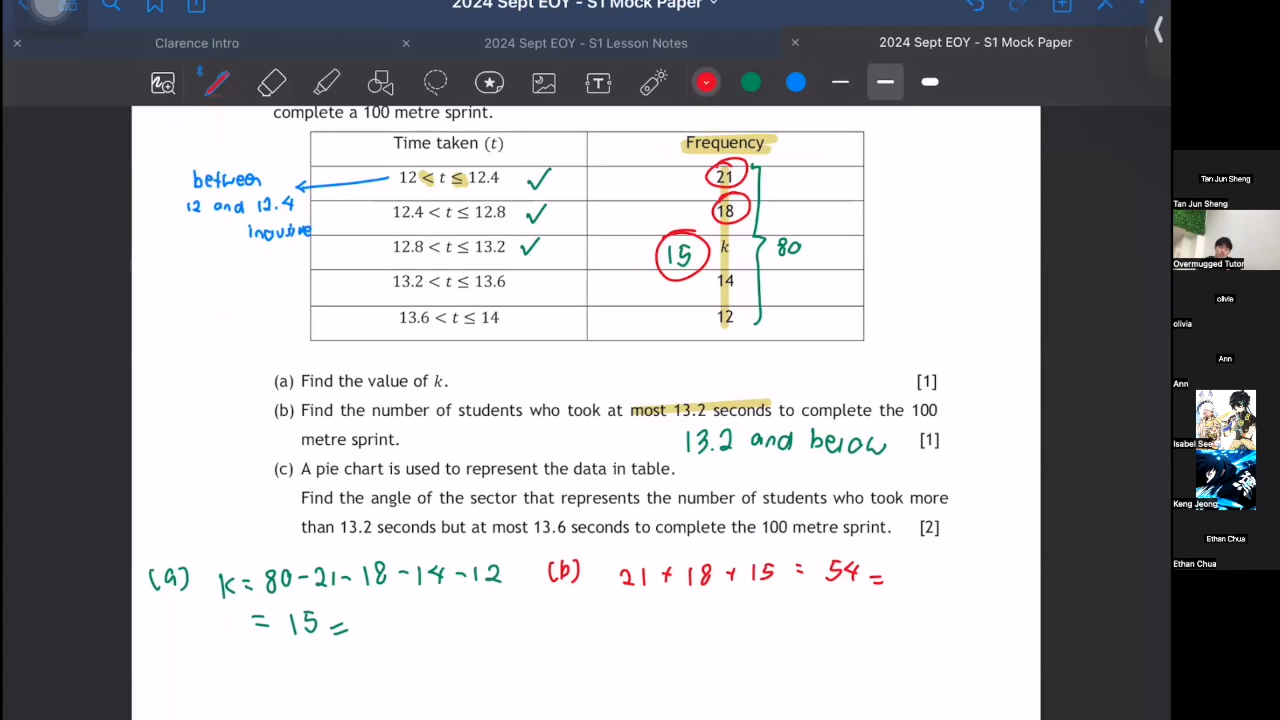 2024 Sept EOY - S1 Mock Paper
Clarence Intro
2024 Sept EOY - S1 Lesson Notes
2024 Sept EOY - S1 Mock Paper
complete a 100 metre sprint.
Time taken (t) Frequency
12 < t ≤ 12.4 21
12.4 < t ≤ 12.8 18
12.8 < t ≤ 13.2 15 k 80
13.2 < t ≤ 13.6 14
13.6 < t ≤ 14 12
between
12 and 12.4
(a) Find the value of k. [1]
(b) Find the number of students who took at most 13.2 seconds to complete the 100
metre sprint. [1]
13.2 and below
(c) A pie chart is used to represent the data in table.
Find the angle of the sector that represents the number of students who took more
than 13.2 seconds but at most 13.6 seconds to complete the 100 metre sprint. [2]
(a) k = 80 - 21 - 18 - 14 - 12
= 15 =
(b) 21 + 18 + 15 = 54 =
Tan Jun Sheng
Tan Jun Sheng
Overmugged Tutor
olivia
olivia
Ann
Ann
Isabel See
Keng Jeong
Ethan Chua
Ethan Chua